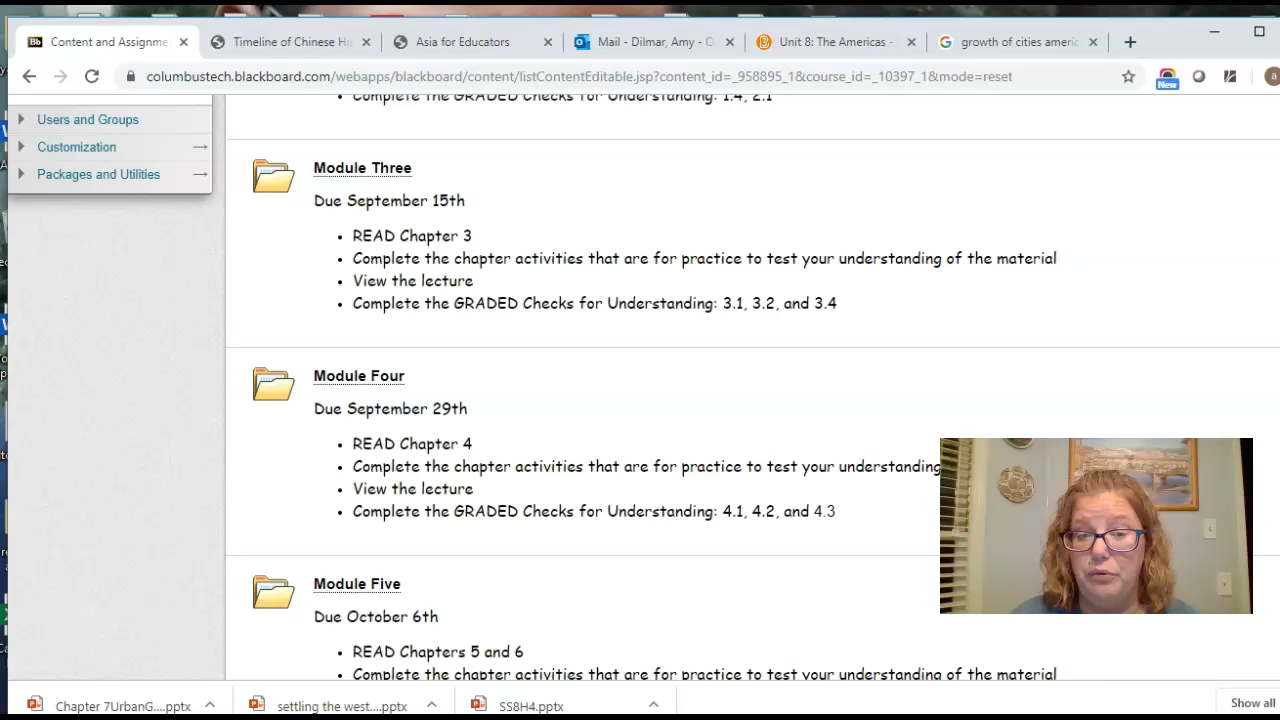 Content and Assignme
Timeline of Chinese Hi
Asia for Educators
Mail - Dilmar, Amy - O
Unit 8: The Americas -
growth of cities americ
columbustech.blackboard.com/webapps/blackboard/content/listContentEditable.jsp?content_id=_958895_1&course_id=_10397_1&mode=reset
New
Users and Groups
Customization
Packages and Utilities
Complete the GRADED Checks for Understanding: 1.4, 2.1
Module Three
Due September 15th
• READ Chapter 3
• Complete the chapter activities that are for practice to test your understanding of the material
• View the lecture
• Complete the GRADED Checks for Understanding: 3.1, 3.2, and 3.4
Module Four
Due September 29th
• READ Chapter 4
• Complete the chapter activities that are for practice to test your understanding
• View the lecture
• Complete the GRADED Checks for Understanding: 4.1, 4.2, and 4.3
Module Five
Due October 6th
• READ Chapters 5 and 6
• Complete the chapter activities that are for practice to test your understanding of the material
Chapter 7UrbanG....pptx
settling the west....pptx
SS8H4.pptx
Show all